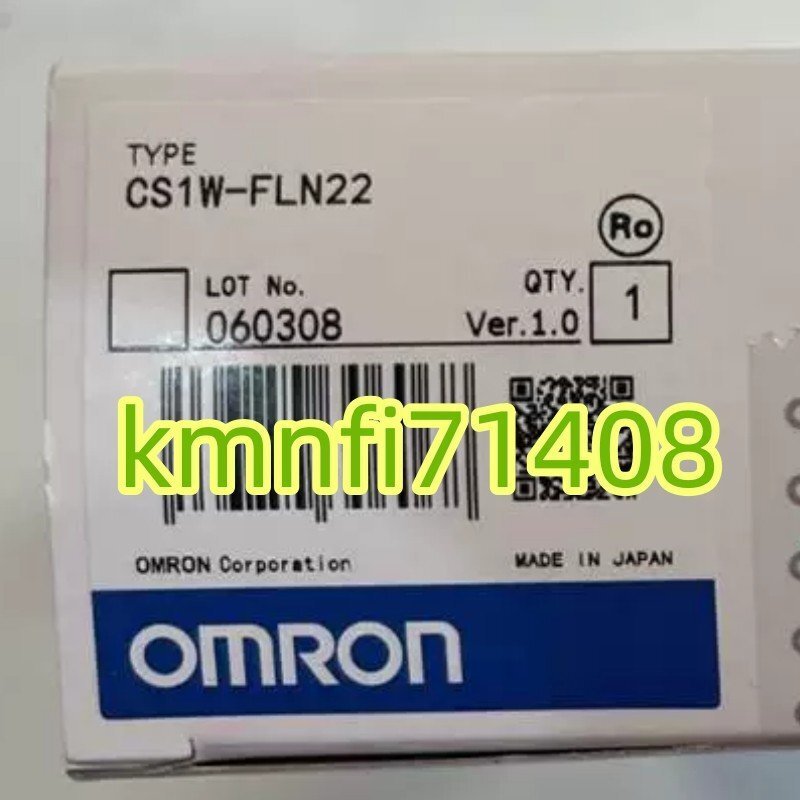 TYPE
CS1W-FLN22
Ro
LOT No.
060308
QTY.
Ver.1.0
1
kmnfi71408
OMRON Corporation
MADE IN JAPAN
OMRON